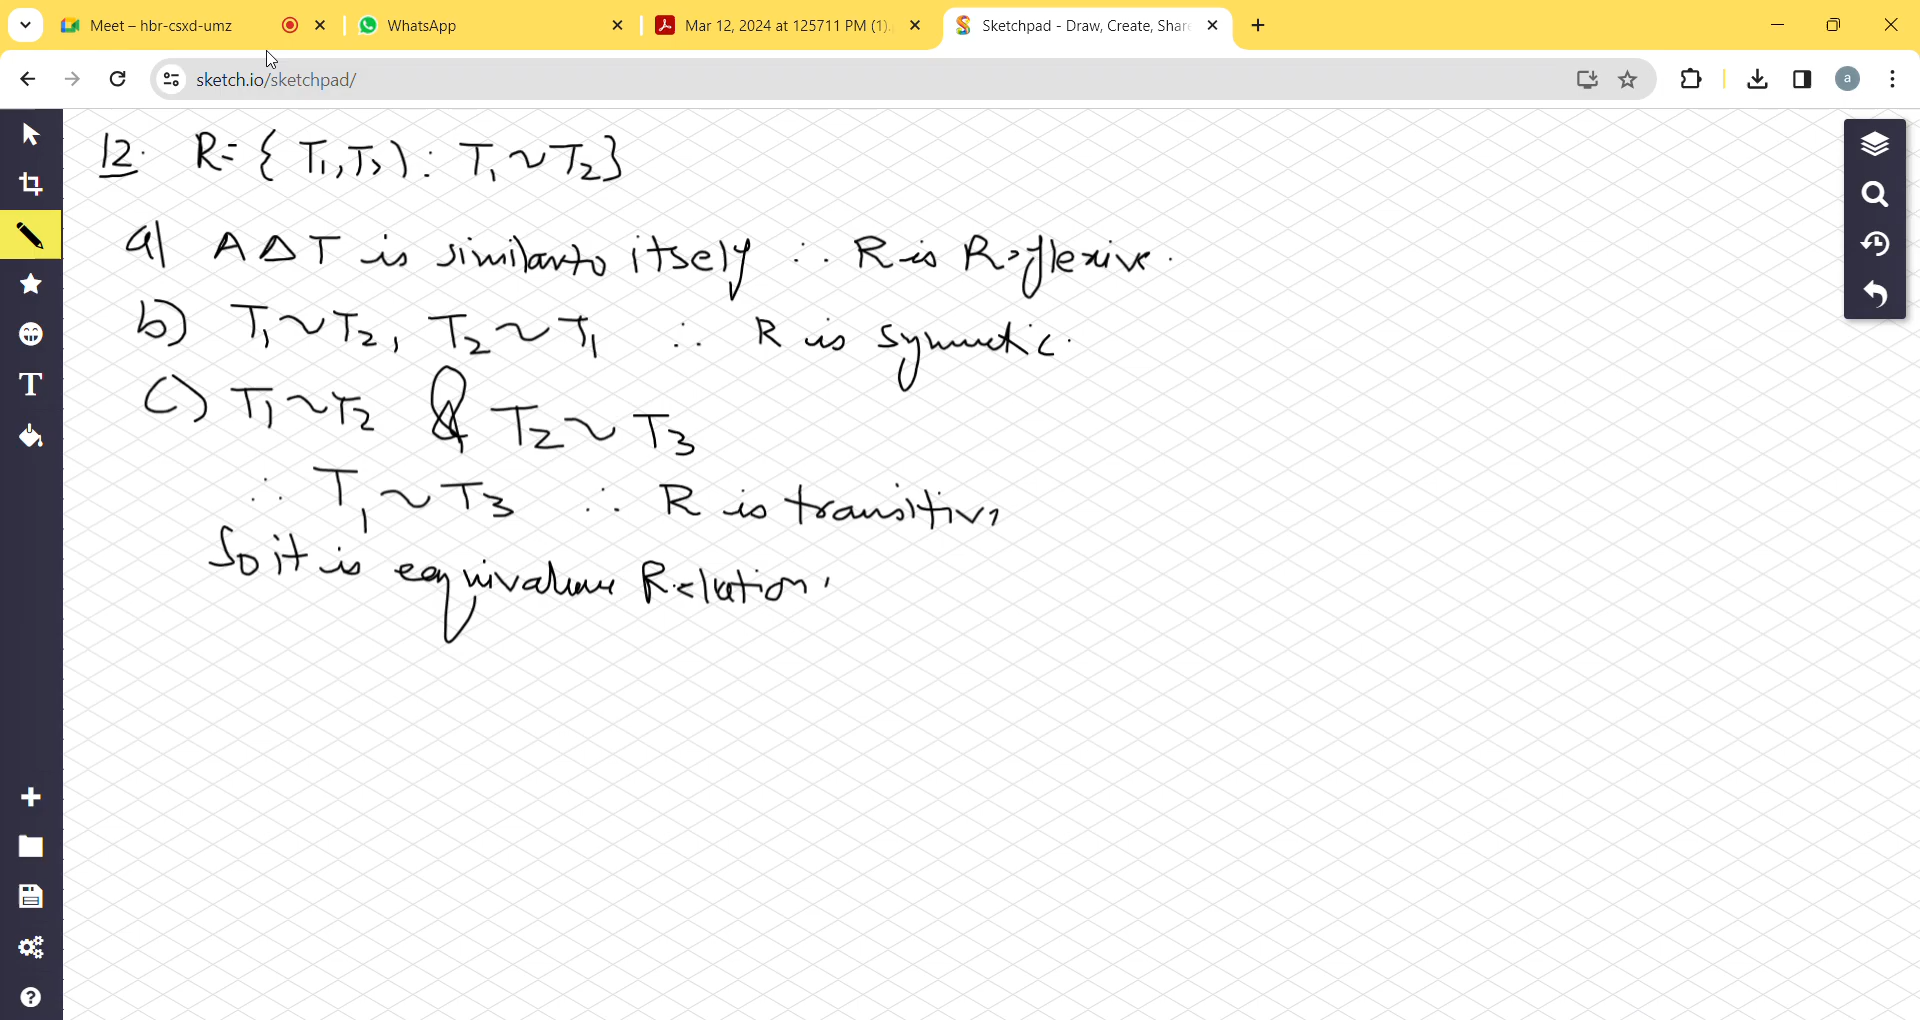 Meet – hbr-csxd-umz
WhatsApp
Mar 12, 2024 at 125711 PM (1).
Sketchpad - Draw, Create, Share
sketch.io/sketchpad/
a
12. R = { T1, T2) : T1 ~ T2}
a) A Δ T is similar to itself ∴ R is Reflexive.
b) T1 ~ T2, T2 ~ T1 ∴ R is symmetric.
c) T1 ~ T2 & T2 ~ T3
∴ T1 ~ T3 ∴ R is transitive
So it is equivalence Relation.
T
?